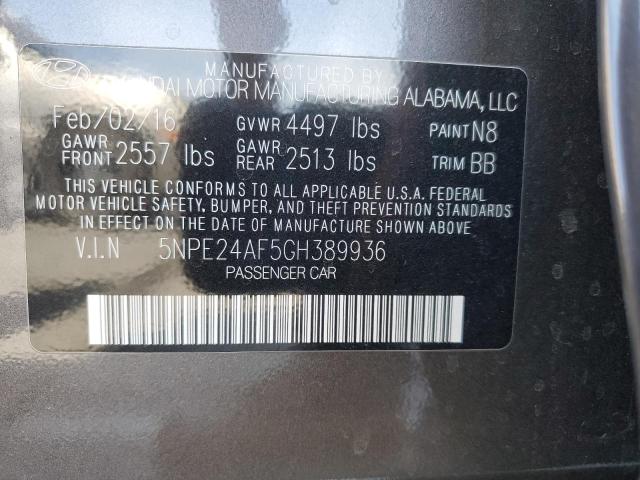 MANUFACTURED BY
HYUNDAI MOTOR MANUFACTURING ALABAMA, LLC
Feb/02/16 GVWR 4497 lbs PAINT N8
GAWR FRONT 2557 lbs GAWR REAR 2513 lbs TRIM BB
THIS VEHICLE CONFORMS TO ALL APPLICABLE U.S.A. FEDERAL
MOTOR VEHICLE SAFETY, BUMPER, AND THEFT PREVENTION STANDARDS
IN EFFECT ON THE DATE OF MANUFACTURE SHOWN ABOVE.
V.I.N 5NPE24AF5GH389936
PASSENGER CAR